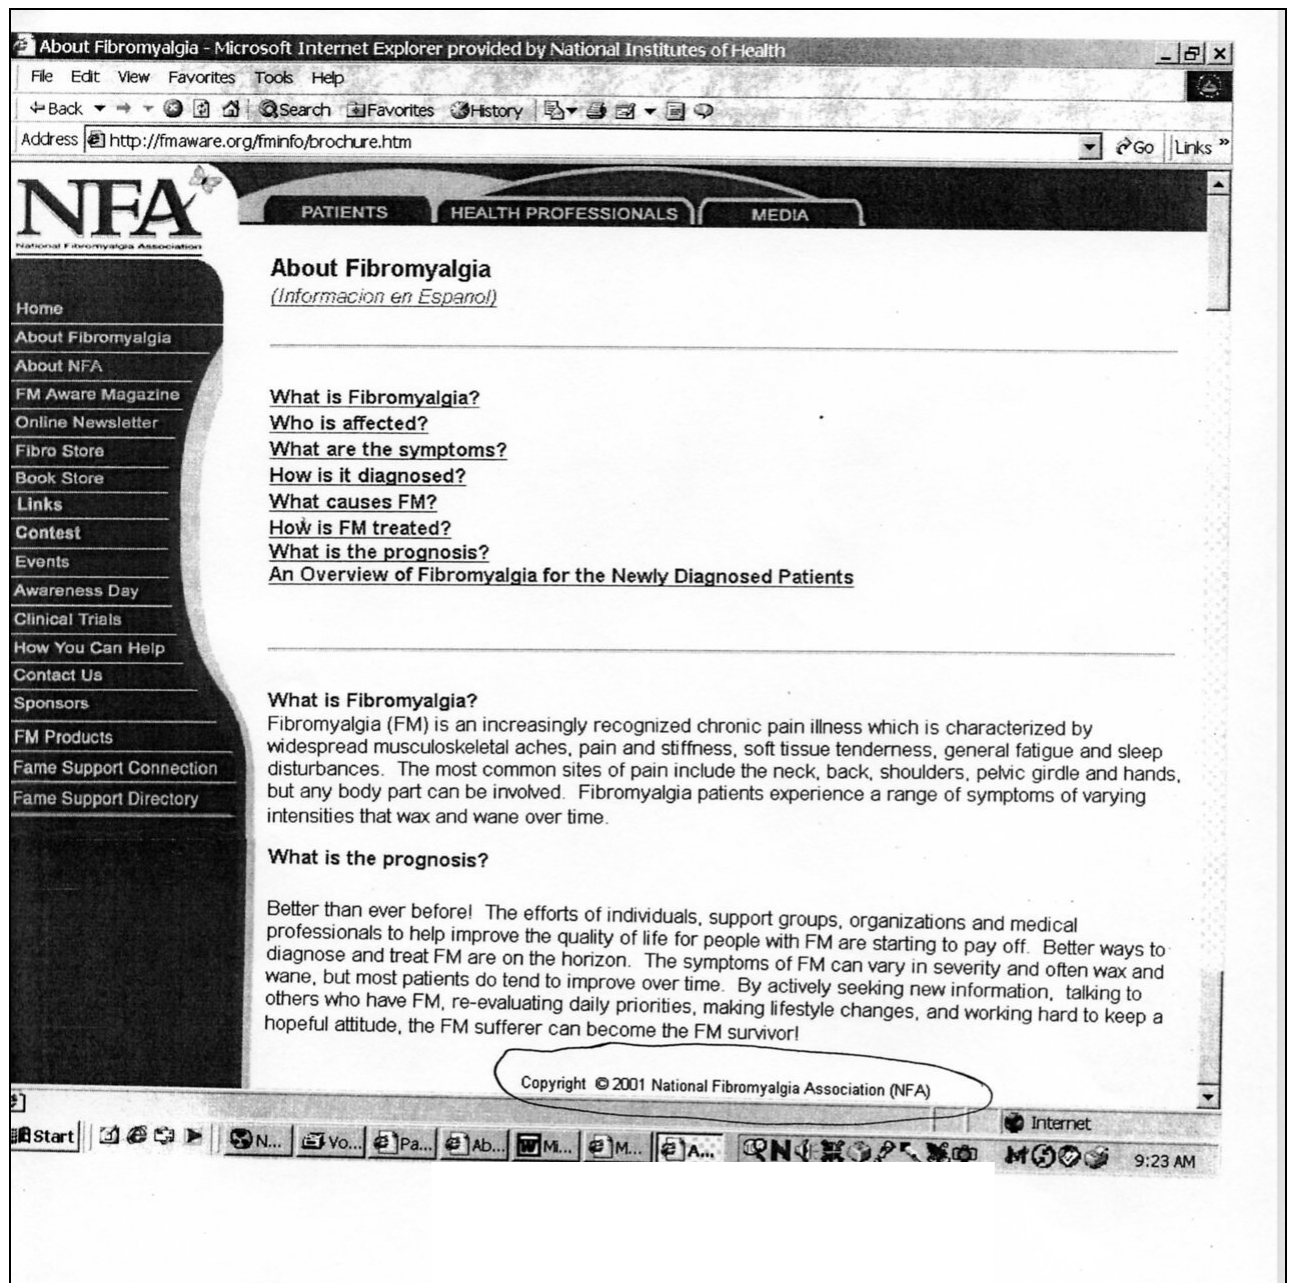 About Fibromyalgia - Microsoft Internet Explorer provided by National Institutes of Health
File Edit View Favorites Tools Help
Back Search Favorites History
Address http://fmaware.org/fminfo/brochure.htm Go Links »
NFA
National Fibromyalgia Association
PATIENTS HEALTH PROFESSIONALS MEDIA
Home
About Fibromyalgia
About NFA
FM Aware Magazine
Online Newsletter
Fibro Store
Book Store
Links
Contest
Events
Awareness Day
Clinical Trials
How You Can Help
Contact Us
Sponsors
FM Products
Fame Support Connection
Fame Support Directory
About Fibromyalgia
(Informacion en Espanol)
What is Fibromyalgia?
Who is affected?
What are the symptoms?
How is it diagnosed?
What causes FM?
How is FM treated?
What is the prognosis?
An Overview of Fibromyalgia for the Newly Diagnosed Patients
What is Fibromyalgia?
Fibromyalgia (FM) is an increasingly recognized chronic pain illness which is characterized by
widespread musculoskeletal aches, pain and stiffness, soft tissue tenderness, general fatigue and sleep
disturbances. The most common sites of pain include the neck, back, shoulders, pelvic girdle and hands,
but any body part can be involved. Fibromyalgia patients experience a range of symptoms of varying
intensities that wax and wane over time.
What is the prognosis?
Better than ever before! The efforts of individuals, support groups, organizations and medical
professionals to help improve the quality of life for people with FM are starting to pay off. Better ways to
diagnose and treat FM are on the horizon. The symptoms of FM can vary in severity and often wax and
wane, but most patients do tend to improve over time. By actively seeking new information, talking to
others who have FM, re-evaluating daily priorities, making lifestyle changes, and working hard to keep a
hopeful attitude, the FM sufferer can become the FM survivor!
Copyright © 2001 National Fibromyalgia Association (NFA)
Internet
Start N... Vo... Pa... Ab... Mi... M... A... 9:23 AM